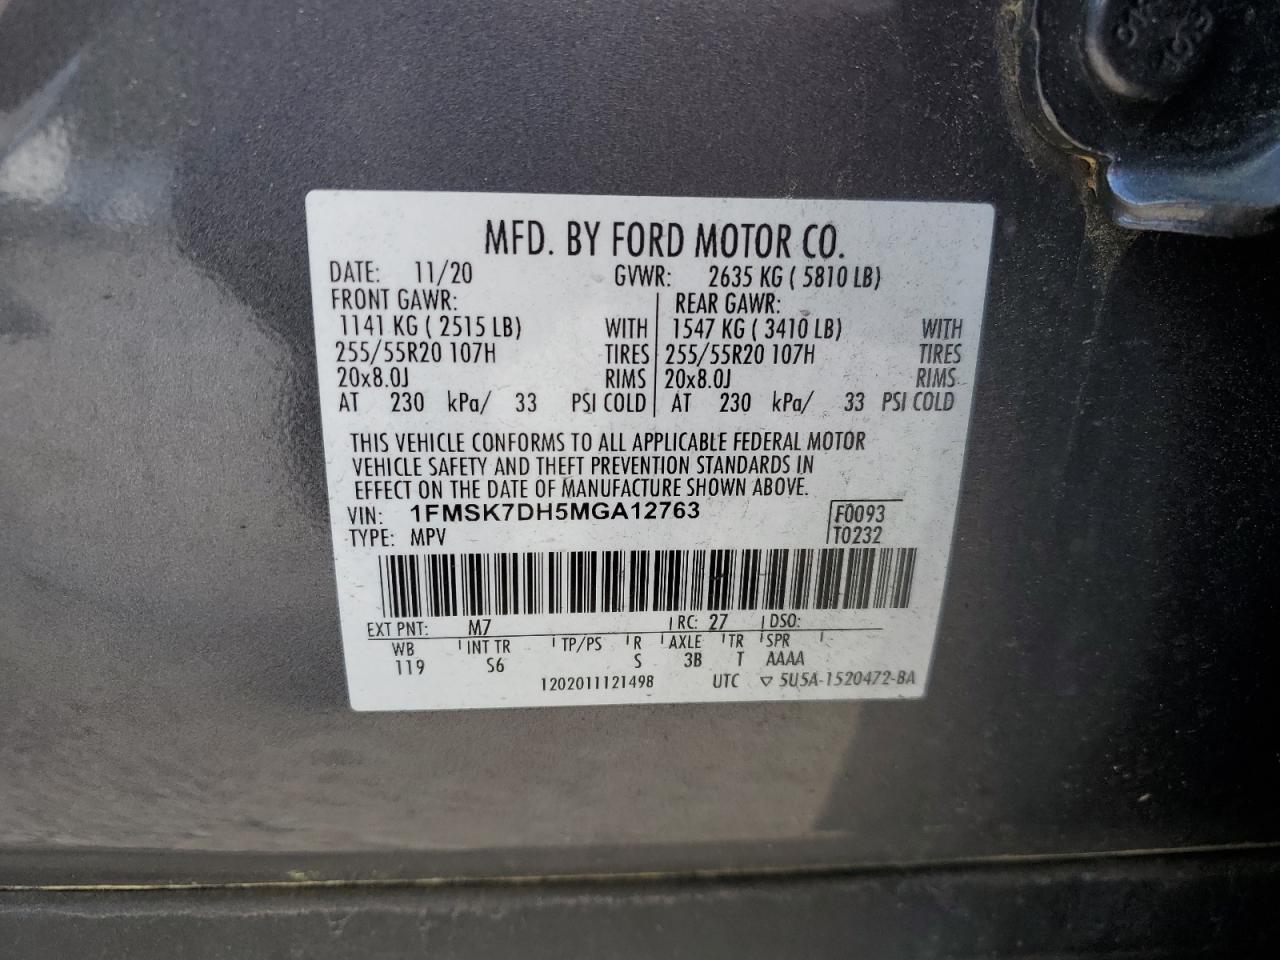 MFD. BY FORD MOTOR CO.
DATE: 11/20 GVWR: 2635 KG ( 5810 LB)
FRONT GAWR: REAR GAWR:
1141 KG ( 2515 LB) WITH 1547 KG ( 3410 LB) WITH
255/55R20 107H TIRES 255/55R20 107H TIRES
20x8.0J RIMS 20x8.0J RIMS
AT 230 kPa/ 33 PSI COLD AT 230 kPa/ 33 PSI COLD
THIS VEHICLE CONFORMS TO ALL APPLICABLE FEDERAL MOTOR
VEHICLE SAFETY AND THEFT PREVENTION STANDARDS IN
EFFECT ON THE DATE OF MANUFACTURE SHOWN ABOVE.
VIN: 1FMSK7DH5MGA12763 F0093
TYPE: MPV T0232
EXT PNT: M7 RC: 27 DSO:
WB INT TR TP/PS R AXLE TR SPR
119 S6 S 3B T AAAA
1202011121498 UTC ▽ 5U5A-1520472-BA